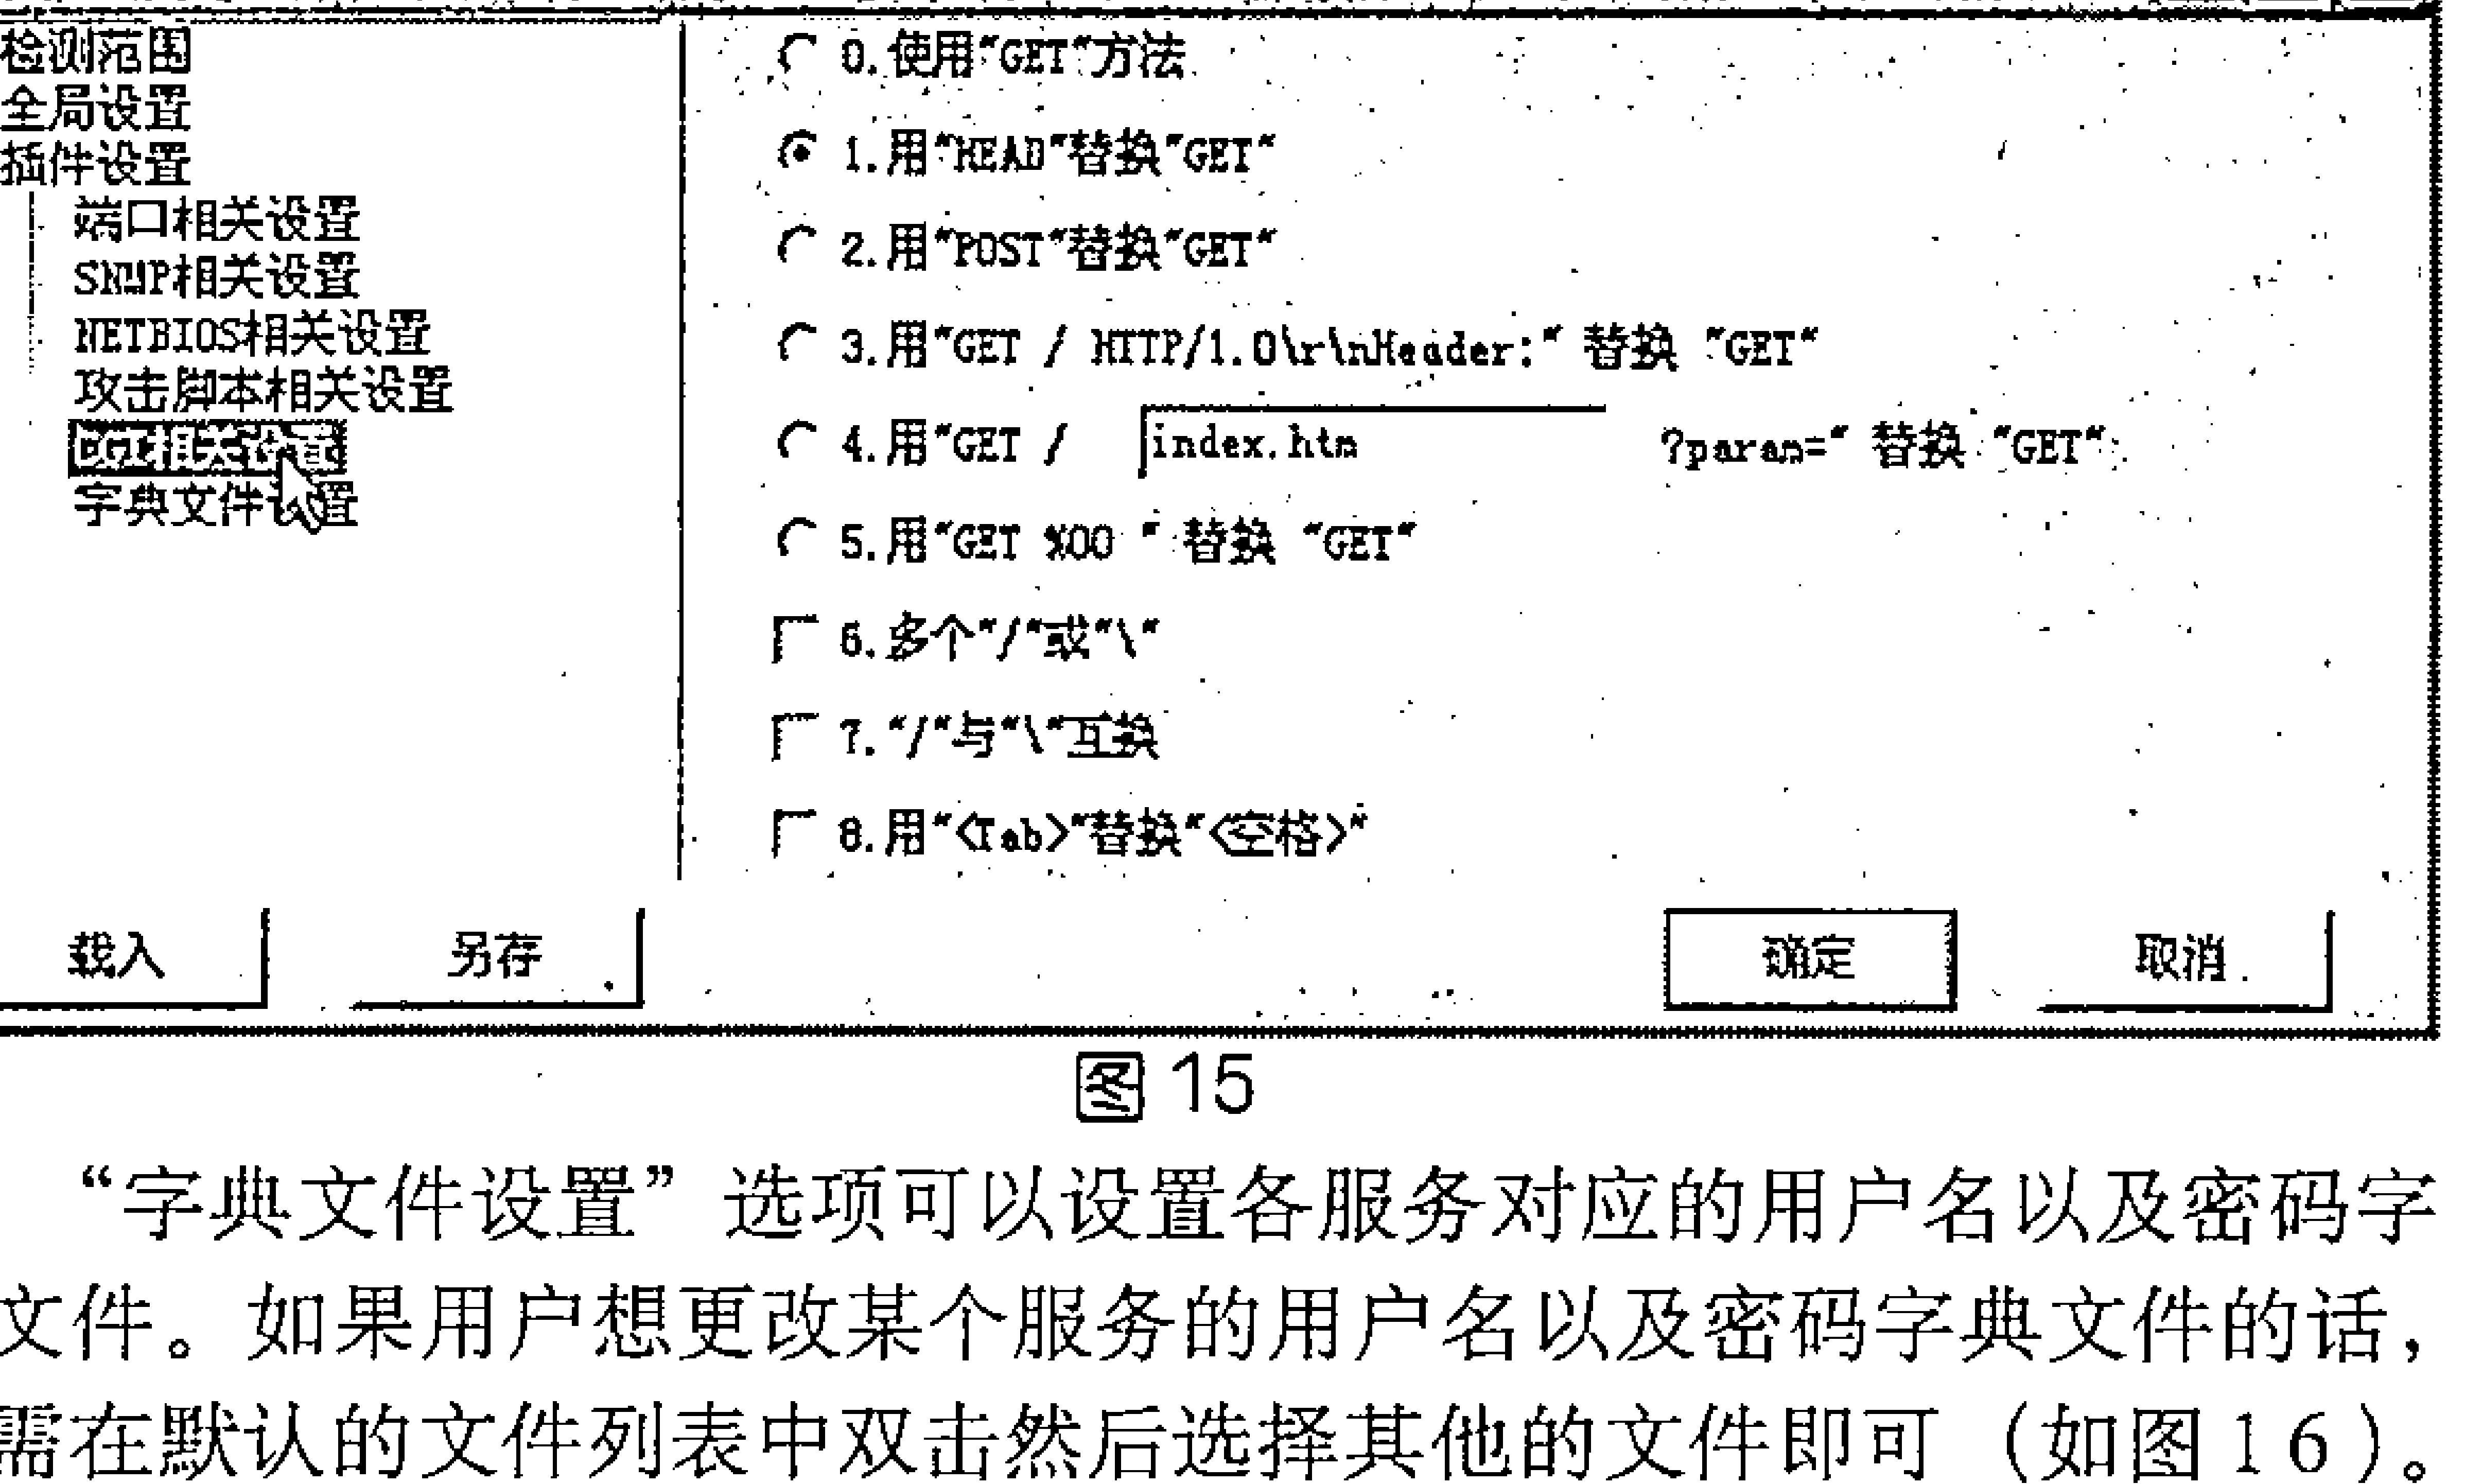 检测范围
全局设置
插件设置
端口相关设置
SNMP相关设置
NETBIOS相关设置
攻击脚本相关设置
CGI相关设置
字典文件设置
0.使用"GET"方法
1.用"HEAD"替换"GET"
2.用"POST"替换"GET"
3.用"GET / HTTP/1.0\r\nHeader:" 替换 "GET"
4.用"GET / index.htm ?param=" 替换 "GET"
5.用"GET %00 " 替换 "GET"
6.多个"/"或"\"
7."/"与"\"互换
8.用"<Tab>"替换"<空格>"
载入 另存 确定 取消
图 15
“字典文件设置”选项可以设置各服务对应的用户名以及密码字
文件。如果用户想更改某个服务的用户名以及密码字典文件的话，
需在默认的文件列表中双击然后选择其他的文件即可（如图16）。